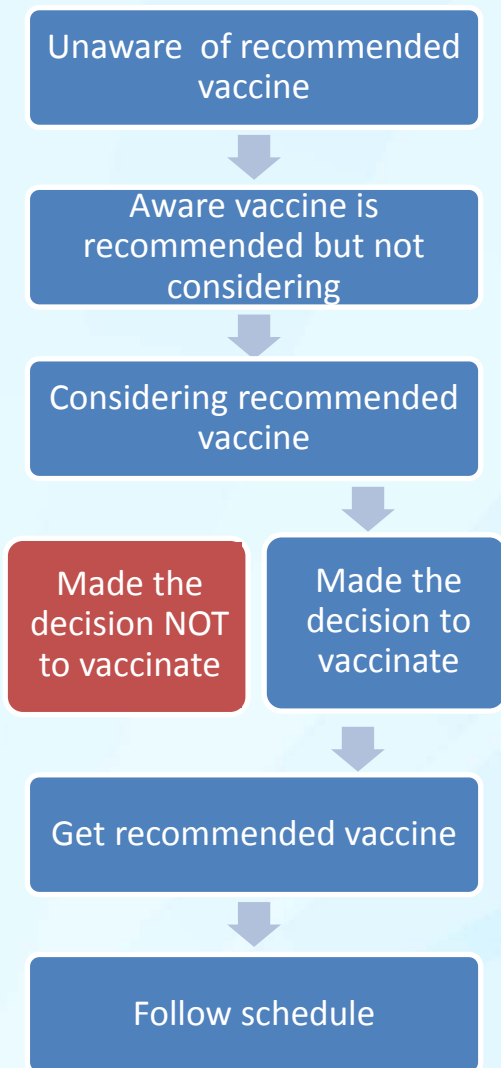 Unaware of recommended
vaccine
Aware vaccine is
recommended but not
considering
Considering recommended
vaccine
Made the
decision NOT
to vaccinate
Made the
decision to
vaccinate
Get recommended vaccine
Follow schedule